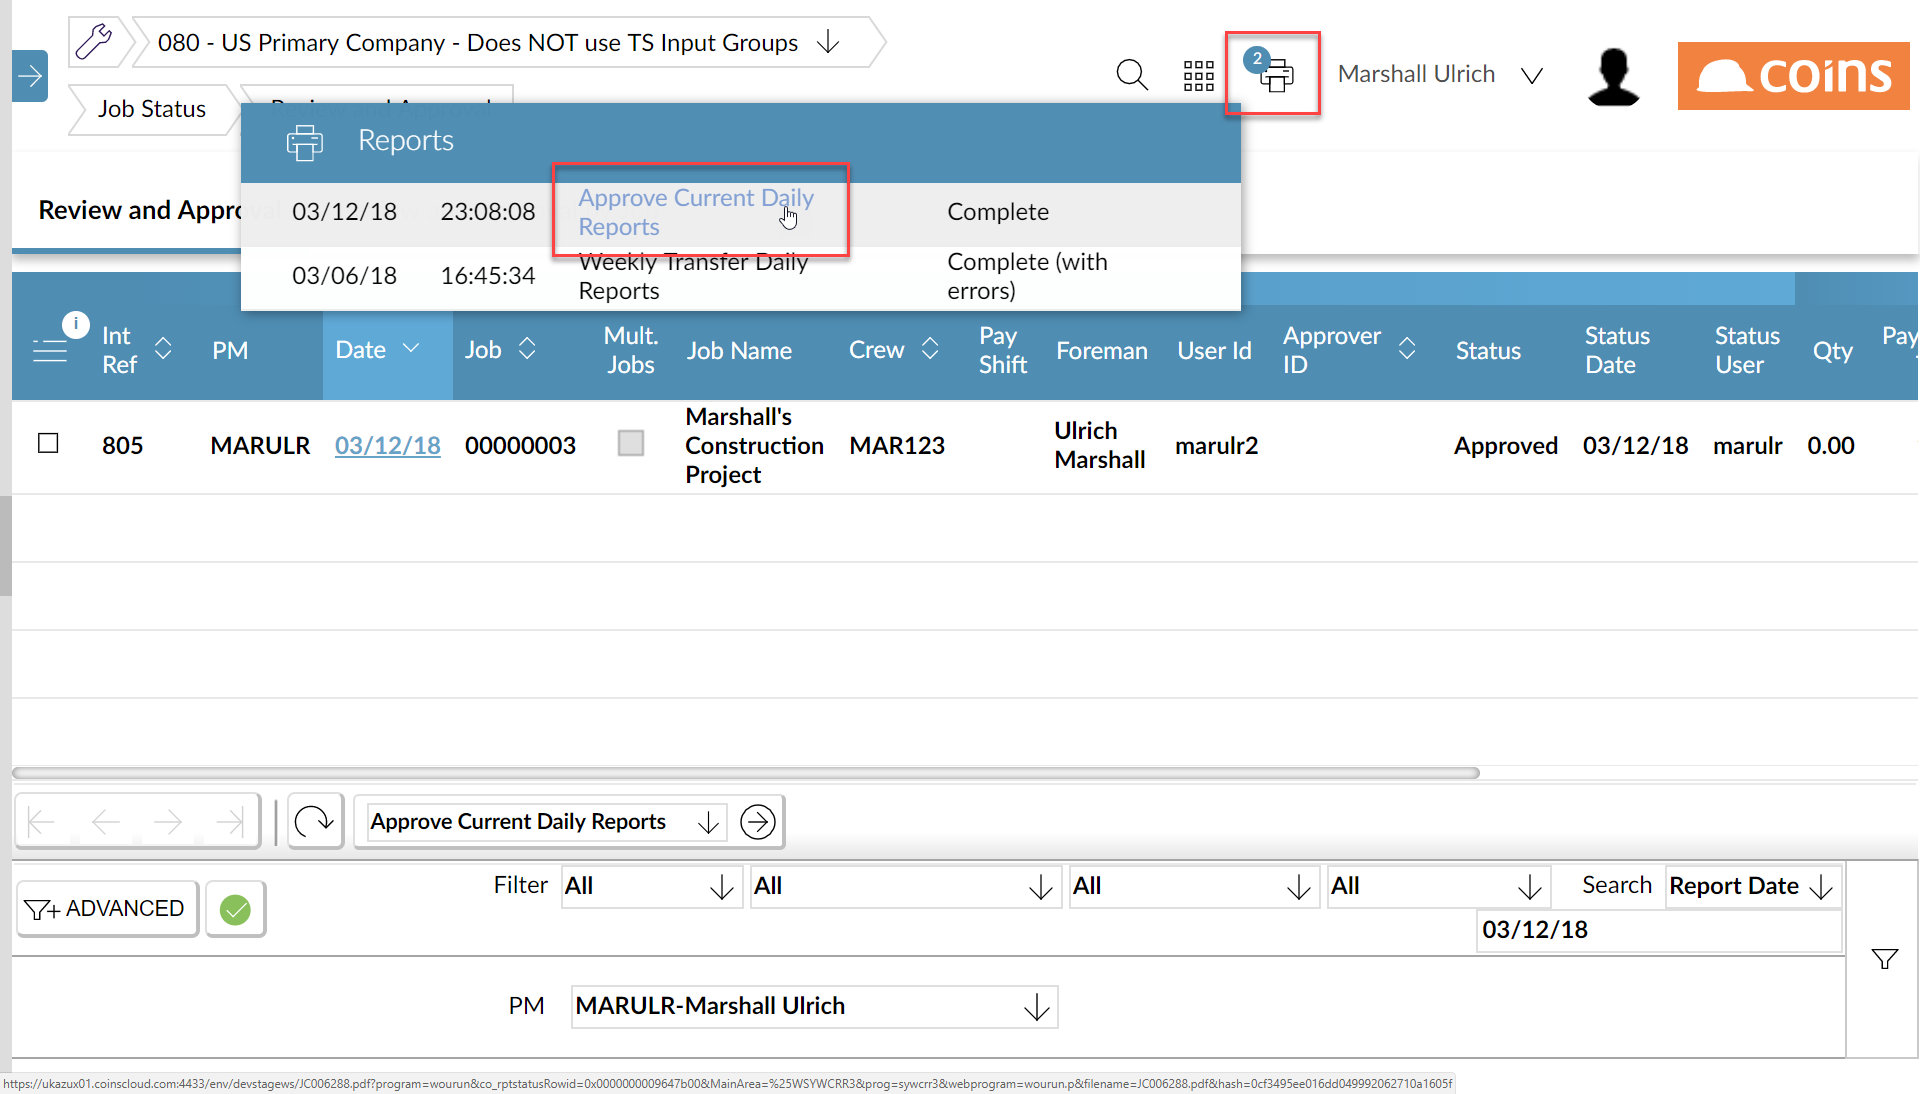 080 - US Primary Company - Does NOT use TS Input Groups
2
Marshall Ulrich
coins
Job Status
Reports
Review and Approva
03/12/18 23:08:08 Approve Current Daily Reports Complete
03/06/18 16:45:34 Weekly Transfer Daily Reports Complete (with errors)
i
Int Ref PM Date Job Mult. Jobs Job Name Crew Pay Shift Foreman User Id Approver ID Status Status Date Status User Qty Pay
805 MARULR 03/12/18 00000003 Marshall's Construction Project MAR123 Ulrich Marshall marulr2 Approved 03/12/18 marulr 0.00
Approve Current Daily Reports
ADVANCED
Filter All All All All Search Report Date
03/12/18
PM MARULR-Marshall Ulrich
https://ukazux01.coinscloud.com:4433/env/devstagews/JC006288.pdf?program=wourun&co_rptstatusRowid=0x0000000009647b00&MainArea=%25WSYWCRR3&prog=sywcrr3&webprogram=wourun.p&filename=JC006288.pdf&hash=0cf3495ee016dd049992062710a1605f